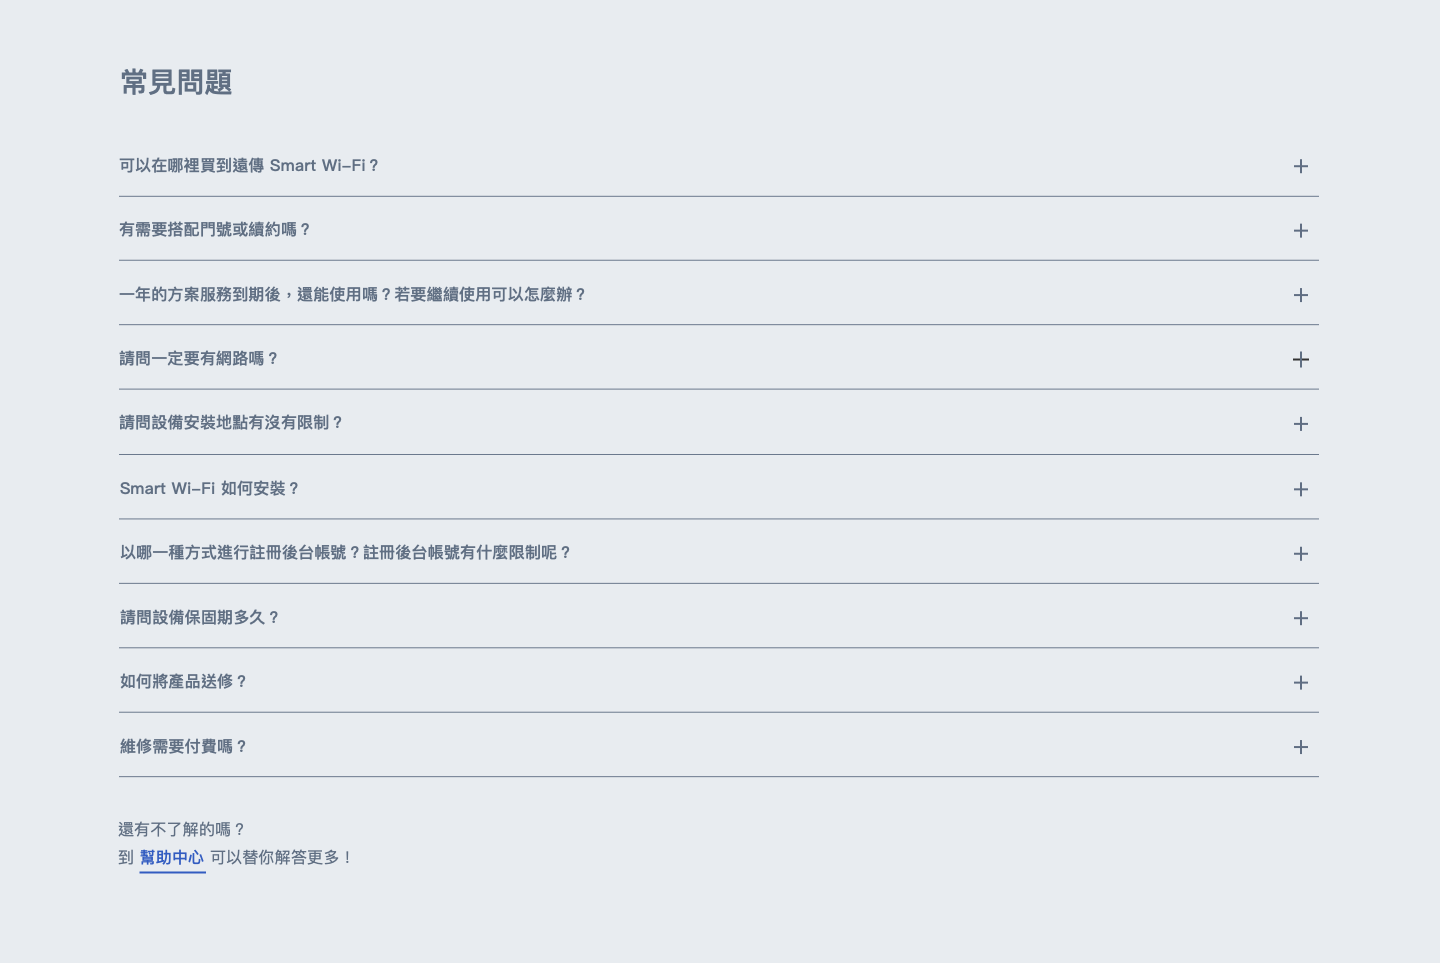 常見問題
可以在哪裡買到遠傳 Smart Wi–Fi？
有需要搭配門號或續約嗎？
一年的方案服務到期後，還能使用嗎？若要繼續使用可以怎麼辦？
請問一定要有網路嗎？
請問設備安裝地點有沒有限制？
Smart Wi–Fi 如何安裝？
以哪一種方式進行註冊後台帳號？註冊後台帳號有什麼限制呢？
請問設備保固期多久？
如何將產品送修？
維修需要付費嗎？
還有不了解的嗎？
到 幫助中心 可以替你解答更多！